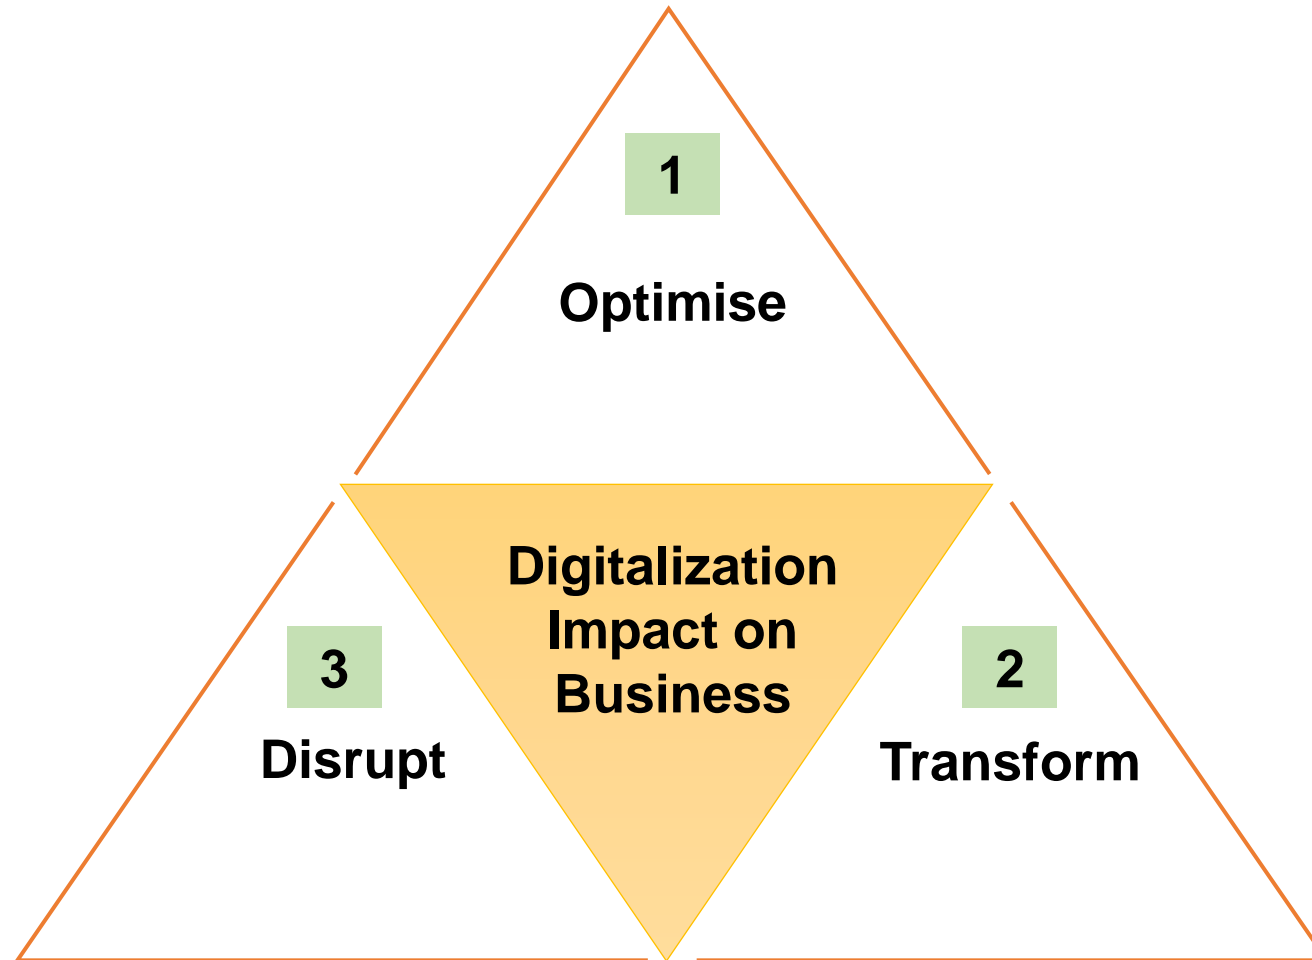 1
Optimise
Digitalization
Impact on
Business
3
Disrupt
2
Transform